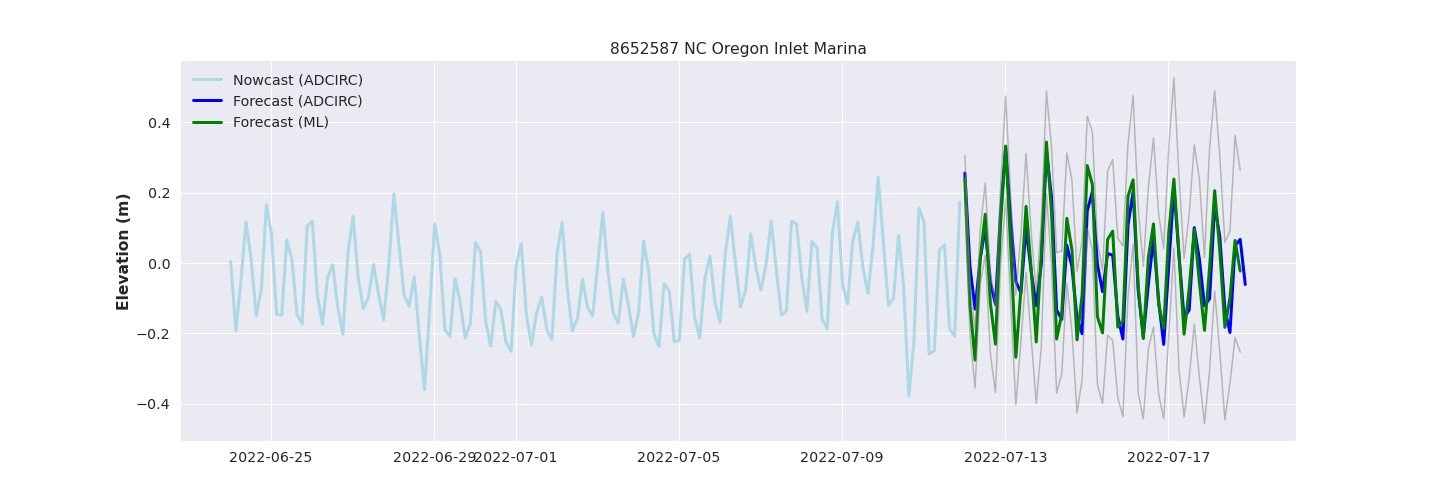 8652587 NC Oregon Inlet Marina
Nowcast (ADCIRC)
Forecast (ADCIRC)
Forecast (ML)
Elevation (m)
0.4
0.2
0.0
−0.2
−0.4
2022-06-25
2022-06-29
2022-07-01
2022-07-05
2022-07-09
2022-07-13
2022-07-17